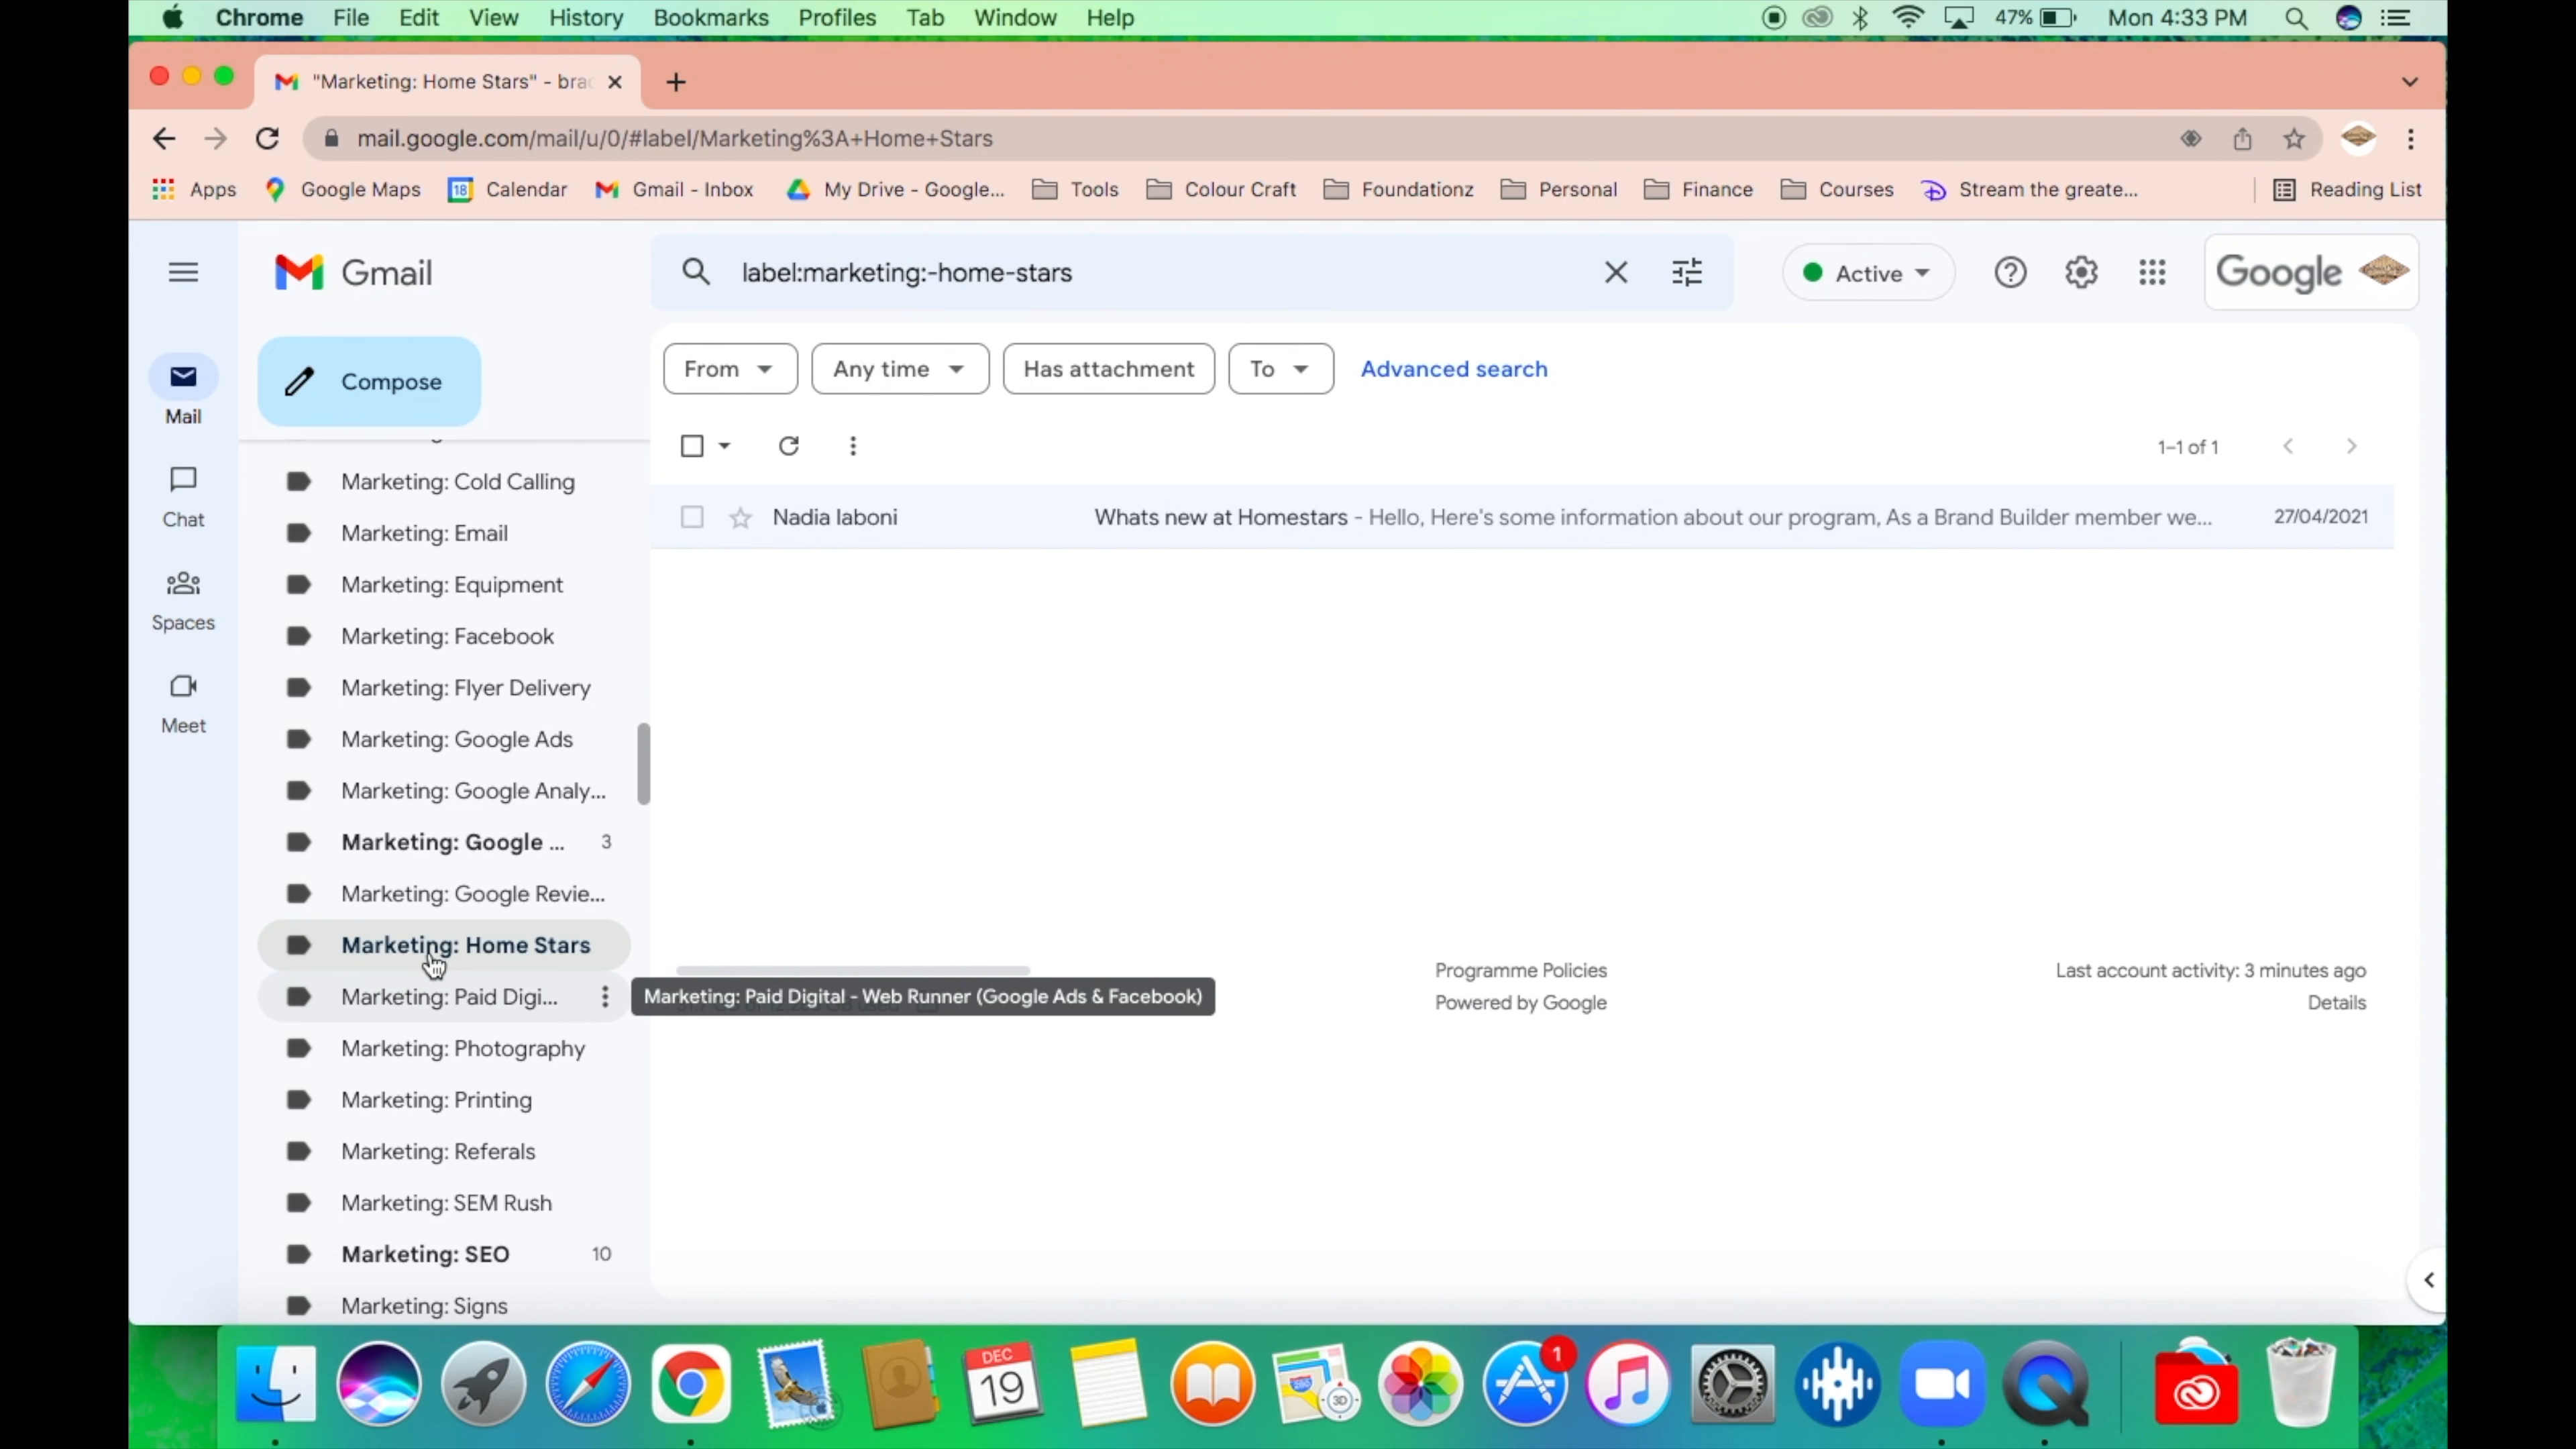 Chrome File Edit View History Bookmarks Profiles Tab Window Help 47% Mon 4:33 PM
"Marketing: Home Stars" - brac
mail.google.com/mail/u/0/#label/Marketing%3A+Home+Stars
Apps Google Maps 18 Calendar Gmail - Inbox My Drive - Google... Tools Colour Craft Foundationz Personal Finance Courses Stream the greate... Reading List
Gmail
label:marketing:-home-stars
Active
Google
Compose
From Any time Has attachment To Advanced search
1–1 of 1
Nadia Iaboni Whats new at Homestars - Hello, Here's some information about our program, As a Brand Builder member we... 27/04/2021
Mail
Chat
Spaces
Meet
Marketing: Cold Calling
Marketing: Email
Marketing: Equipment
Marketing: Facebook
Marketing: Flyer Delivery
Marketing: Google Ads
Marketing: Google Analy...
Marketing: Google ... 3
Marketing: Google Revie...
Marketing: Home Stars
Marketing: Paid Digi...
Marketing: Paid Digital - Web Runner (Google Ads & Facebook)
Marketing: Photography
Marketing: Printing
Marketing: Referals
Marketing: SEM Rush
Marketing: SEO 10
Marketing: Signs
Programme Policies
Powered by Google
Last account activity: 3 minutes ago
Details
DEC
19
280
3D
1